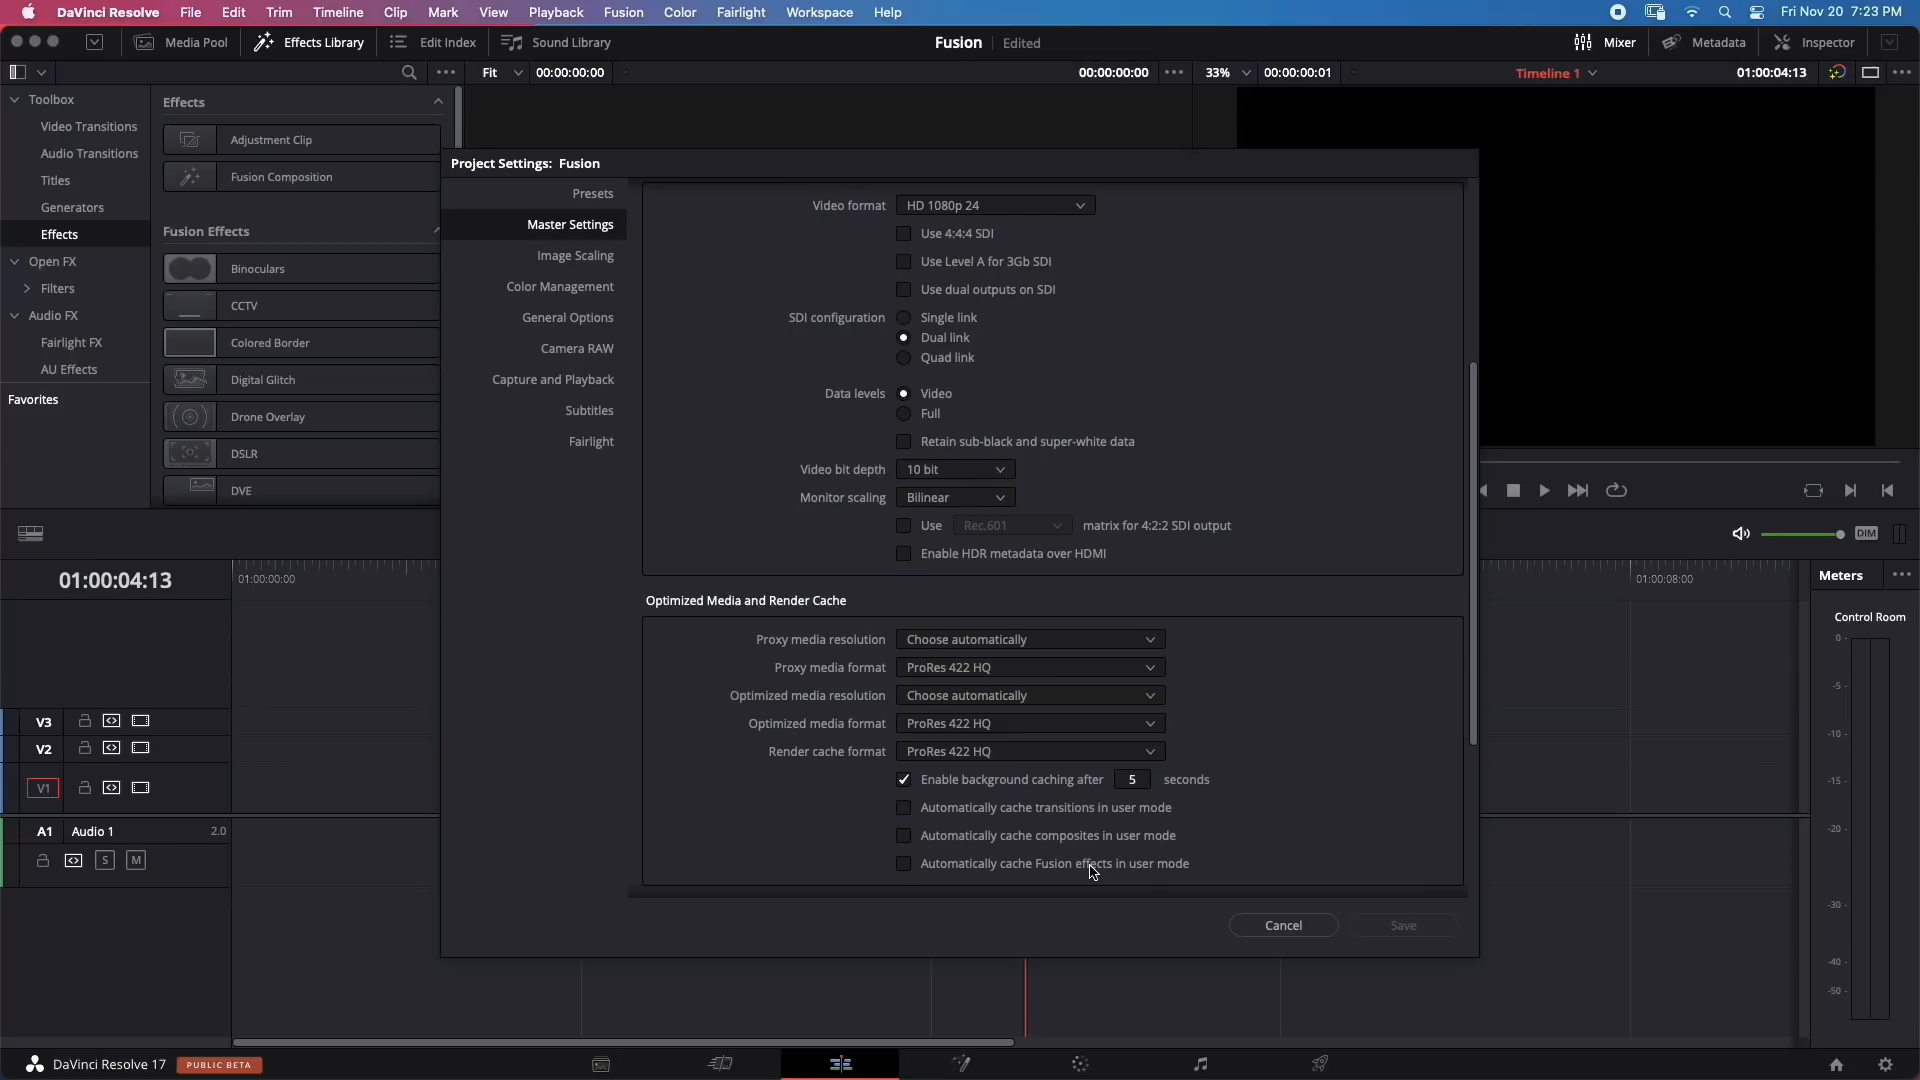 DaVinci Resolve File Edit Trim Timeline Clip Mark View Playback Fusion Color Fairlight Workspace Help Fri Nov 20 7:23 PM
Media Pool Effects Library Edit Index Sound Library Fusion Edited Mixer Metadata Inspector
Fit 00:00:00:00 00:00:00:00 33% 00:00:00:01 Timeline 1 01:00:04:13
Toolbox
Video Transitions
Audio Transitions
Titles
Generators
Effects
Open FX
Filters
Audio FX
Fairlight FX
AU Effects
Favorites
Effects
Adjustment Clip
Fusion Composition
Fusion Effects
Binoculars
CCTV
Colored Border
Digital Glitch
Drone Overlay
DSLR
DVE
Project Settings: Fusion
Presets
Master Settings
Image Scaling
Color Management
General Options
Camera RAW
Capture and Playback
Subtitles
Fairlight
Video format HD 1080p 24
Use 4:4:4 SDI
Use Level A for 3Gb SDI
Use dual outputs on SDI
SDI configuration Single link
Dual link
Quad link
Data levels Video
Full
Retain sub-black and super-white data
Video bit depth 10 bit
Monitor scaling Bilinear
Use Rec.601 matrix for 4:2:2 SDI output
Enable HDR metadata over HDMI
Optimized Media and Render Cache
Proxy media resolution Choose automatically
Proxy media format ProRes 422 HQ
Optimized media resolution Choose automatically
Optimized media format ProRes 422 HQ
Render cache format ProRes 422 HQ
Enable background caching after 5 seconds
Automatically cache transitions in user mode
Automatically cache composites in user mode
Automatically cache Fusion effects in user mode
Cancel Save
DIM
01:00:04:13 01:00:00:00 01:00:08:00
Meters
Control Room
0
-5
-10
-15
-20
-30
-40
-50
V3
V2
V1
A1 Audio 1 2.0
S M
DaVinci Resolve 17 PUBLIC BETA